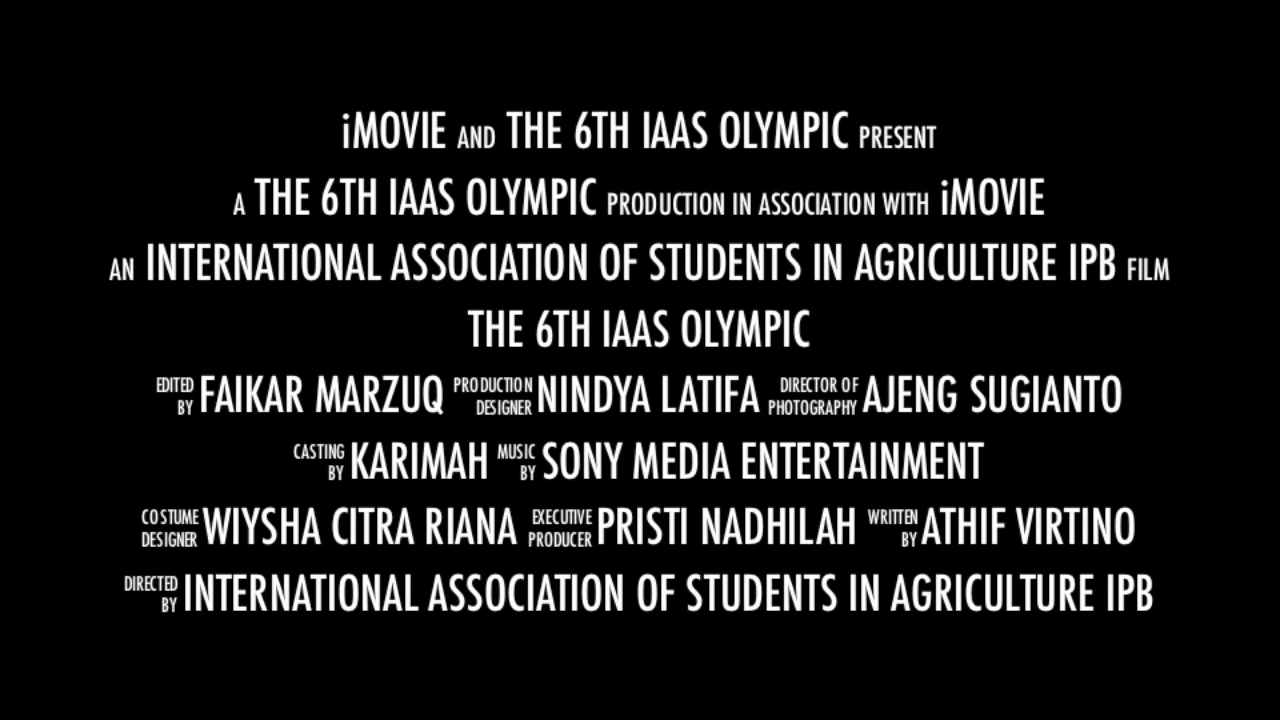 iMOVIE AND THE 6TH IAAS OLYMPIC PRESENT
A THE 6TH IAAS OLYMPIC PRODUCTION IN ASSOCIATION WITH iMOVIE
AN INTERNATIONAL ASSOCIATION OF STUDENTS IN AGRICULTURE IPB FILM
THE 6TH IAAS OLYMPIC
EDITED BY FAIKAR MARZUQ PRODUCTION DESIGNER NINDYA LATIFA DIRECTOR OF PHOTOGRAPHY AJENG SUGIANTO
CASTING BY KARIMAH MUSIC BY SONY MEDIA ENTERTAINMENT
COSTUME DESIGNER WIYSHA CITRA RIANA EXECUTIVE PRODUCER PRISTI NADHILAH WRITTEN BY ATHIF VIRTINO
DIRECTED BY INTERNATIONAL ASSOCIATION OF STUDENTS IN AGRICULTURE IPB